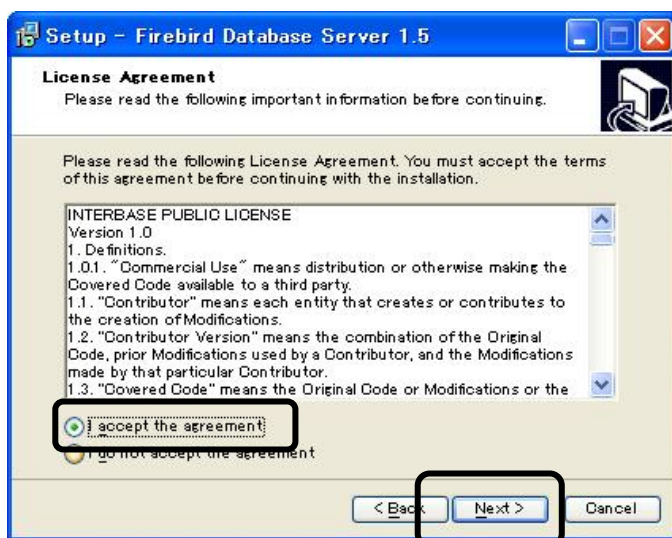 Setup - Firebird Database Server 1.5
License Agreement
Please read the following important information before continuing.
Please read the following License Agreement. You must accept the terms
of this agreement before continuing with the installation.
INTERBASE PUBLIC LICENSE
Version 1.0
1. Definitions.
1.0.1. "Commercial Use" means distribution or otherwise making the
Covered Code available to a third party.
1.1. "Contributor" means each entity that creates or contributes to
the creation of Modifications.
1.2. "Contributor Version" means the combination of the Original
Code, prior Modifications used by a Contributor, and the Modifications
made by that particular Contributor.
1.3. "Covered Code" means the Original Code or Modifications or the
I accept the agreement
I do not accept the agreement
< Back
Next >
Cancel